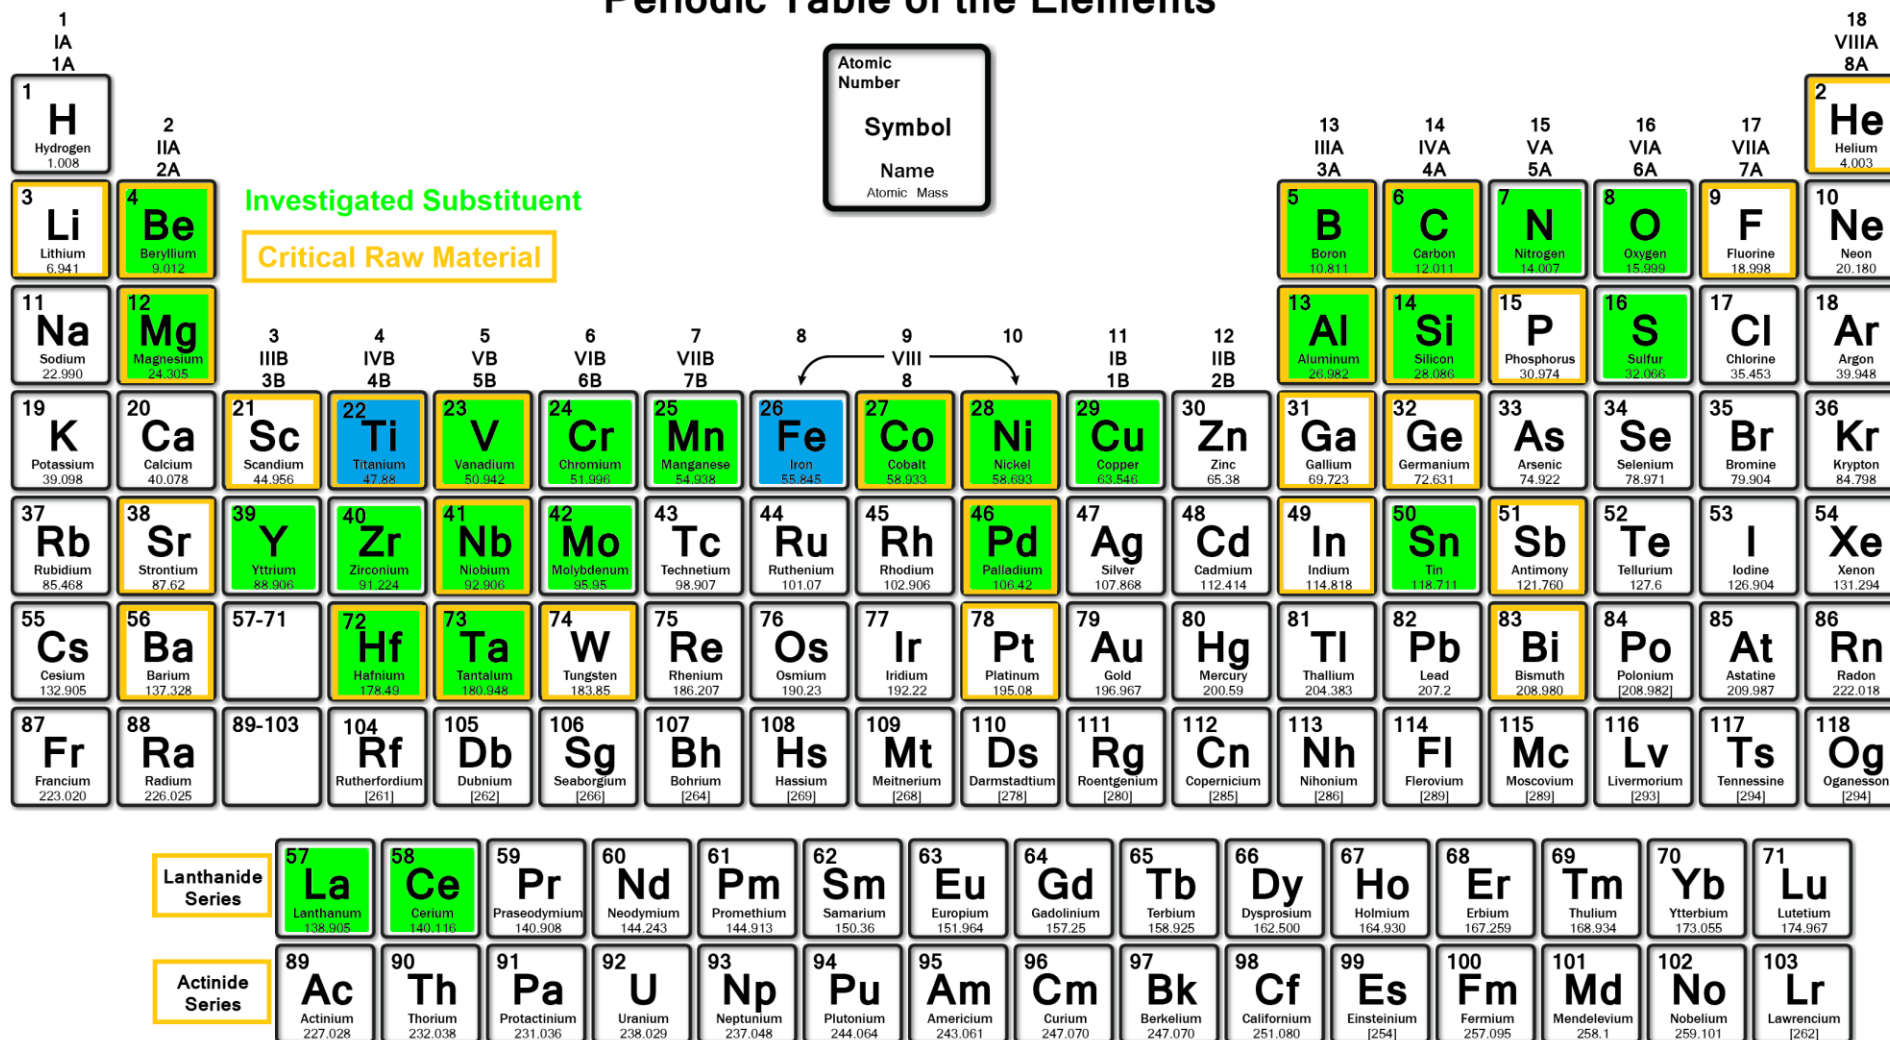 Periodic Table of the Elements
1
IA
1A
18
VIIIA
8A
Atomic
Number
Symbol
Name
Atomic Mass
1
H
Hydrogen
1.008
2
He
Helium
4.003
2
IIA
2A
13
IIIA
3A
14
IVA
4A
15
VA
5A
16
VIA
6A
17
VIIA
7A
Investigated Substituent
Critical Raw Material
3
Li
Lithium
6.941
4
Be
Beryllium
9.012
5
B
Boron
10.811
6
C
Carbon
12.011
7
N
Nitrogen
14.007
8
O
Oxygen
15.999
9
F
Fluorine
18.998
10
Ne
Neon
20.180
11
Na
Sodium
22.990
12
Mg
Magnesium
24.305
3
IIIB
3B
4
IVB
4B
5
VB
5B
6
VIB
6B
7
VIIB
7B
8
9
VIII
8
10
11
IB
1B
12
IIB
2B
13
Al
Aluminum
26.982
14
Si
Silicon
28.086
15
P
Phosphorus
30.974
16
S
Sulfur
32.066
17
Cl
Chlorine
35.453
18
Ar
Argon
39.948
19
K
Potassium
39.098
20
Ca
Calcium
40.078
21
Sc
Scandium
44.956
22
Ti
Titanium
47.88
23
V
Vanadium
50.942
24
Cr
Chromium
51.996
25
Mn
Manganese
54.938
26
Fe
Iron
55.845
27
Co
Cobalt
58.933
28
Ni
Nickel
58.693
29
Cu
Copper
63.546
30
Zn
Zinc
65.38
31
Ga
Gallium
69.723
32
Ge
Germanium
72.631
33
As
Arsenic
74.922
34
Se
Selenium
78.971
35
Br
Bromine
79.904
36
Kr
Krypton
84.798
37
Rb
Rubidium
85.468
38
Sr
Strontium
87.62
39
Y
Yttrium
88.906
40
Zr
Zirconium
91.224
41
Nb
Niobium
92.906
42
Mo
Molybdenum
95.95
43
Tc
Technetium
98.907
44
Ru
Ruthenium
101.07
45
Rh
Rhodium
102.906
46
Pd
Palladium
106.42
47
Ag
Silver
107.868
48
Cd
Cadmium
112.414
49
In
Indium
114.818
50
Sn
Tin
118.711
51
Sb
Antimony
121.760
52
Te
Tellurium
127.6
53
I
Iodine
126.904
54
Xe
Xenon
131.294
55
Cs
Cesium
132.905
56
Ba
Barium
137.328
57-71
72
Hf
Hafnium
178.49
73
Ta
Tantalum
180.948
74
W
Tungsten
183.85
75
Re
Rhenium
186.207
76
Os
Osmium
190.23
77
Ir
Iridium
192.22
78
Pt
Platinum
195.08
79
Au
Gold
196.967
80
Hg
Mercury
200.59
81
Tl
Thallium
204.383
82
Pb
Lead
207.2
83
Bi
Bismuth
208.980
84
Po
Polonium
[208.982]
85
At
Astatine
209.987
86
Rn
Radon
222.018
87
Fr
Francium
223.020
88
Ra
Radium
226.025
89-103
104
Rf
Rutherfordium
[261]
105
Db
Dubnium
[262]
106
Sg
Seaborgium
[266]
107
Bh
Bohrium
[264]
108
Hs
Hassium
[269]
109
Mt
Meitnerium
[268]
110
Ds
Darmstadtium
[278]
111
Rg
Roentgenium
[280]
112
Cn
Copernicium
[285]
113
Nh
Nihonium
[286]
114
Fl
Flerovium
[289]
115
Mc
Moscovium
[289]
116
Lv
Livermorium
[293]
117
Ts
Tennessine
[294]
118
Og
Oganesson
[294]
Lanthanide
Series
57
La
Lanthanum
138.905
58
Ce
Cerium
140.116
59
Pr
Praseodymium
140.908
60
Nd
Neodymium
144.243
61
Pm
Promethium
144.913
62
Sm
Samarium
150.36
63
Eu
Europium
151.964
64
Gd
Gadolinium
157.25
65
Tb
Terbium
158.925
66
Dy
Dysprosium
162.500
67
Ho
Holmium
164.930
68
Er
Erbium
167.259
69
Tm
Thulium
168.934
70
Yb
Ytterbium
173.055
71
Lu
Lutetium
174.967
Actinide
Series
89
Ac
Actinium
227.028
90
Th
Thorium
232.038
91
Pa
Protactinium
231.036
92
U
Uranium
238.029
93
Np
Neptunium
237.048
94
Pu
Plutonium
244.064
95
Am
Americium
243.061
96
Cm
Curium
247.070
97
Bk
Berkelium
247.070
98
Cf
Californium
251.080
99
Es
Einsteinium
[254]
100
Fm
Fermium
257.095
101
Md
Mendelevium
258.1
102
No
Nobelium
259.101
103
Lr
Lawrencium
[262]